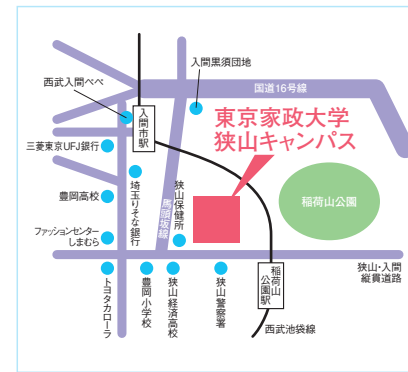 入間黒須団地
西武入間ぺぺ
国道16号線
入間市駅
東京家政大学
狭山キャンパス
三菱東京UFJ銀行
埼玉りそな銀行
豊岡高校
狭山保健所
馬頭坂線
稲荷山公園
ファッションセンター
しまむら
狭山・入間
縦貫道路
トヨタカローラ
豊岡小学校
狭山経済高校
狭山警察署
稲荷山
公園駅
西武池袋線